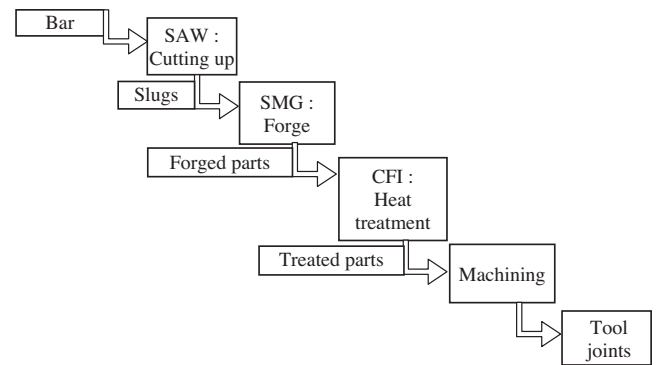 Bar
SAW :
Cutting up
Slugs
SMG :
Forge
Forged parts
CFI :
Heat
treatment
Treated parts
Machining
Tool
joints